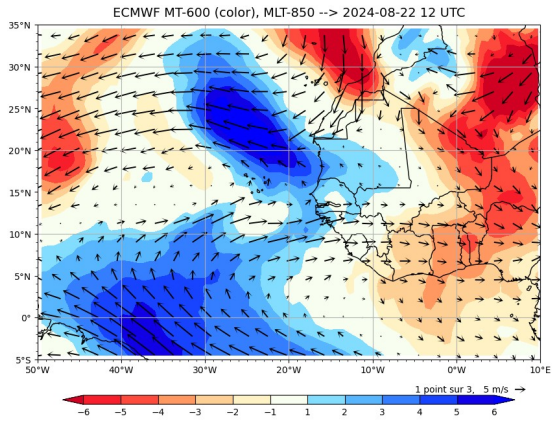 ECMWF MT-600 (color), MLT-850 --> 2024-08-22 12 UTC
35°N
30°N
25°N
20°N
15°N
10°N
5°N
0°
5°S
50°W 40°W 30°W 20°W 10°W 0°W 10°E
1 point sur 3, 5 m/s
−6 −5 −4 −3 −2 −1 1 2 3 4 5 6